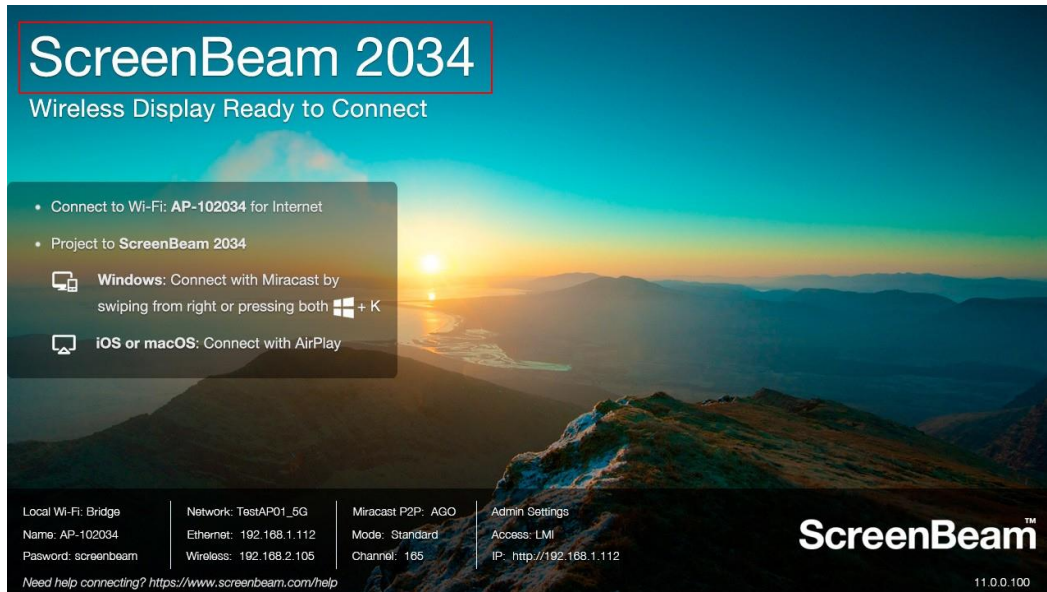 ScreenBeam 2034
Wireless Display Ready to Connect
• Connect to Wi-Fi: AP-102034 for Internet
• Project to ScreenBeam 2034
Windows: Connect with Miracast by
swiping from right or pressing both + K
iOS or macOS: Connect with AirPlay
Local Wi-Fi: Bridge
Name: AP-102034
Pasword: screenbeam
Network: TestAP01_5G
Ethernet: 192.168.1.112
Wireless: 192.168.2.105
Miracast P2P: AGO
Mode: Standard
Channel: 165
Admin Settings
Access: LMI
IP: http://192.168.1.112
ScreenBeam™
Need help connecting? https://www.screenbeam.com/help
11.0.0.100